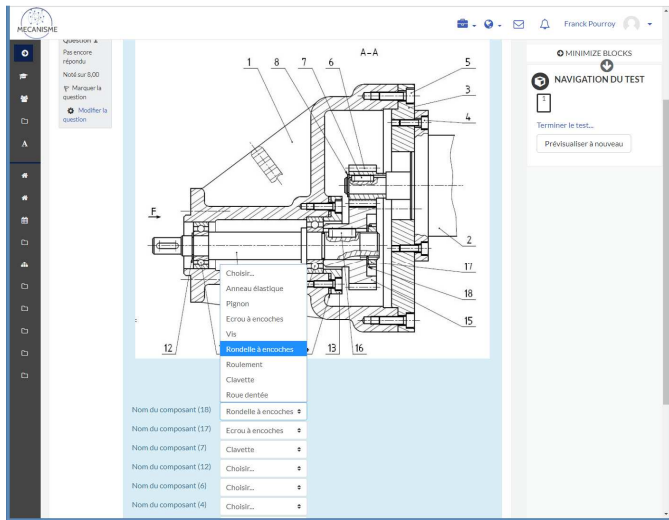 MECANISME
Franck Pourroy
Question 1
Pas encore
répondu
Noté sur 8,00
Marquer la
question
Modifier la
question
A
A-A
1
8
7
6
5
3
4
F
2
17
18
15
12
13
16
Choisir...
Anneau élastique
Pignon
Ecrou à encoches
Vis
Rondelle à encoches
Roulement
Clavette
Roue dentée
Nom du composant (18) Rondelle à encoches
Nom du composant (17) Ecrou à encoches
Nom du composant (7) Clavette
Nom du composant (12) Choisir...
Nom du composant (6) Choisir...
Nom du composant (4) Choisir...
MINIMIZE BLOCKS
NAVIGATION DU TEST
1
Terminer le test...
Prévisualiser à nouveau